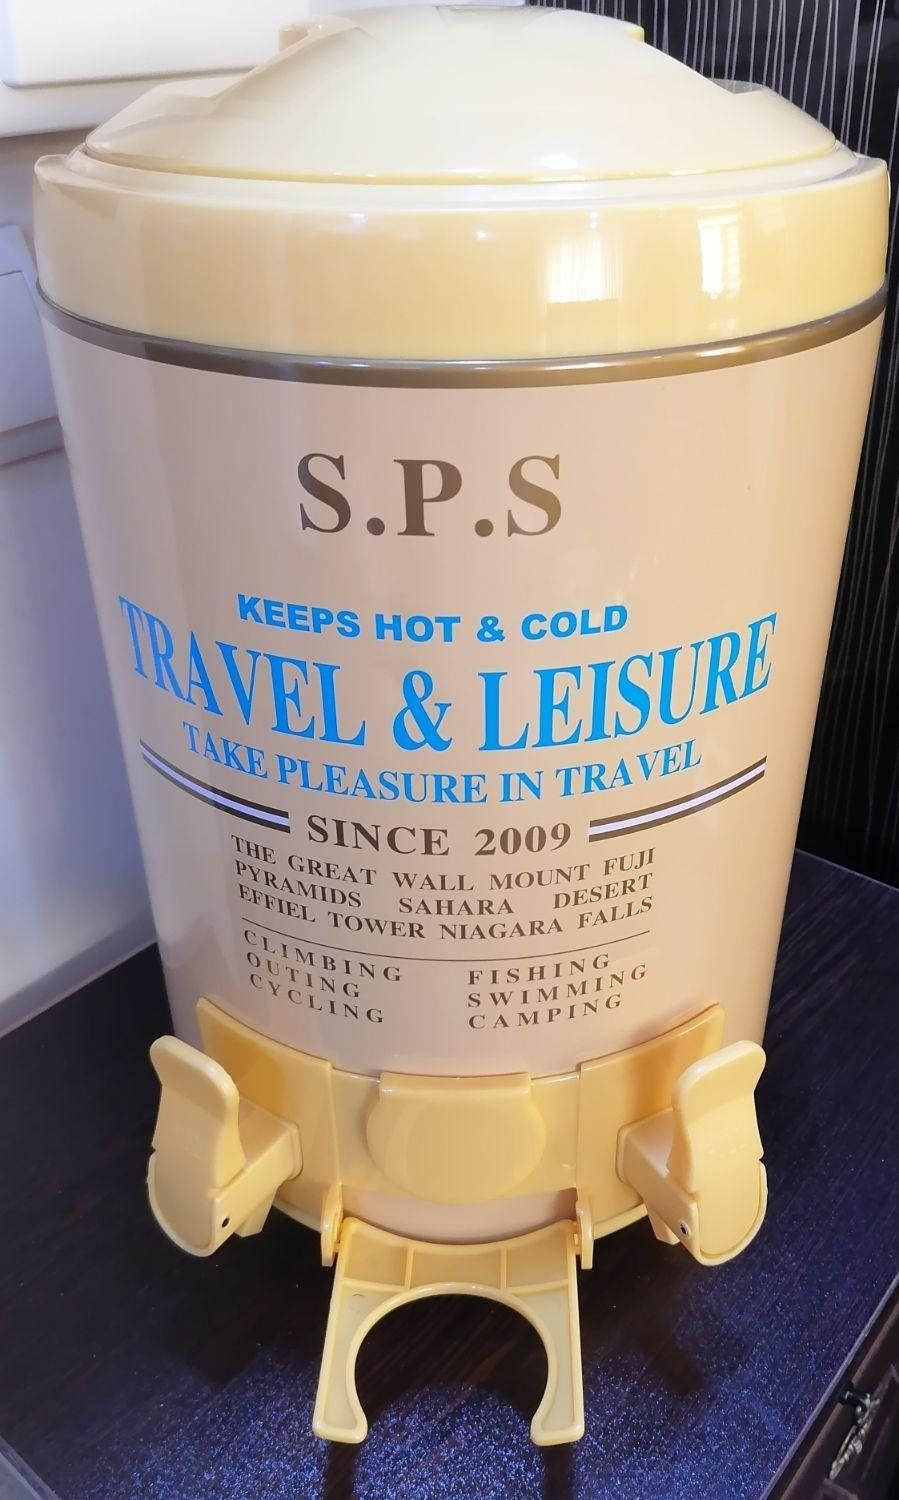 S.P.S
KEEPS HOT & COLD
TRAVEL & LEISURE
TAKE PLEASURE IN TRAVEL
SINCE 2009
THE GREAT WALL MOUNT FUJI
PYRAMIDS SAHARA DESERT
EFFIEL TOWER NIAGARA FALLS
CLIMBING FISHING
OUTING SWIMMING
CYCLING CAMPING